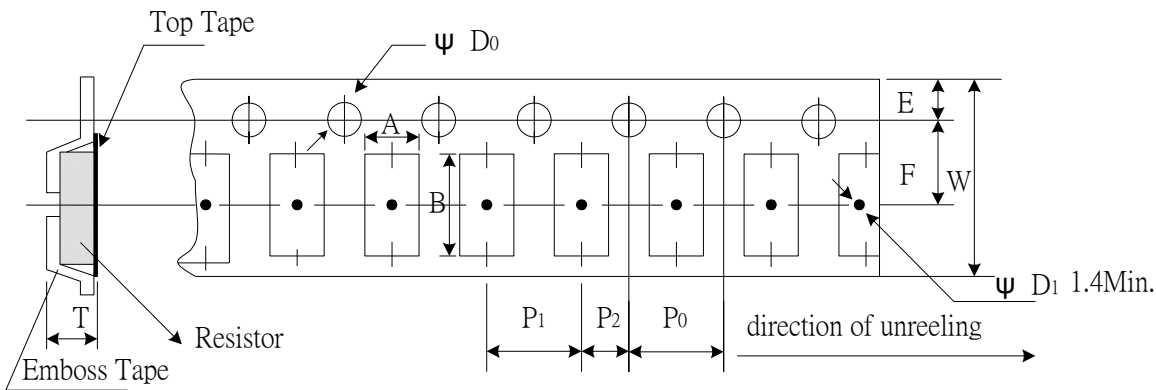 Top Tape
Ψ D0
E
A
F
W
B
Ψ D1 1.4Min.
T
P1
P2
P0
direction of unreeling
Resistor
Emboss Tape